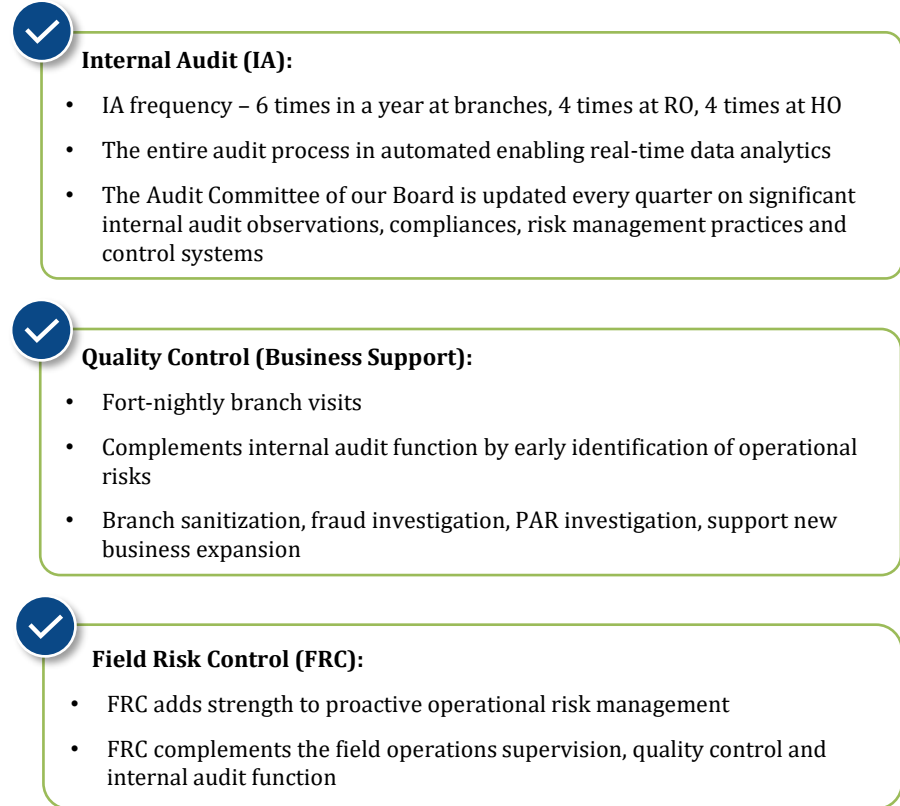 Internal Audit (IA):
• IA frequency – 6 times in a year at branches, 4 times at RO, 4 times at HO
• The entire audit process in automated enabling real-time data analytics
• The Audit Committee of our Board is updated every quarter on significant
internal audit observations, compliances, risk management practices and
control systems
Quality Control (Business Support):
• Fort-nightly branch visits
• Complements internal audit function by early identification of operational
risks
• Branch sanitization, fraud investigation, PAR investigation, support new
business expansion
Field Risk Control (FRC):
• FRC adds strength to proactive operational risk management
• FRC complements the field operations supervision, quality control and
internal audit function